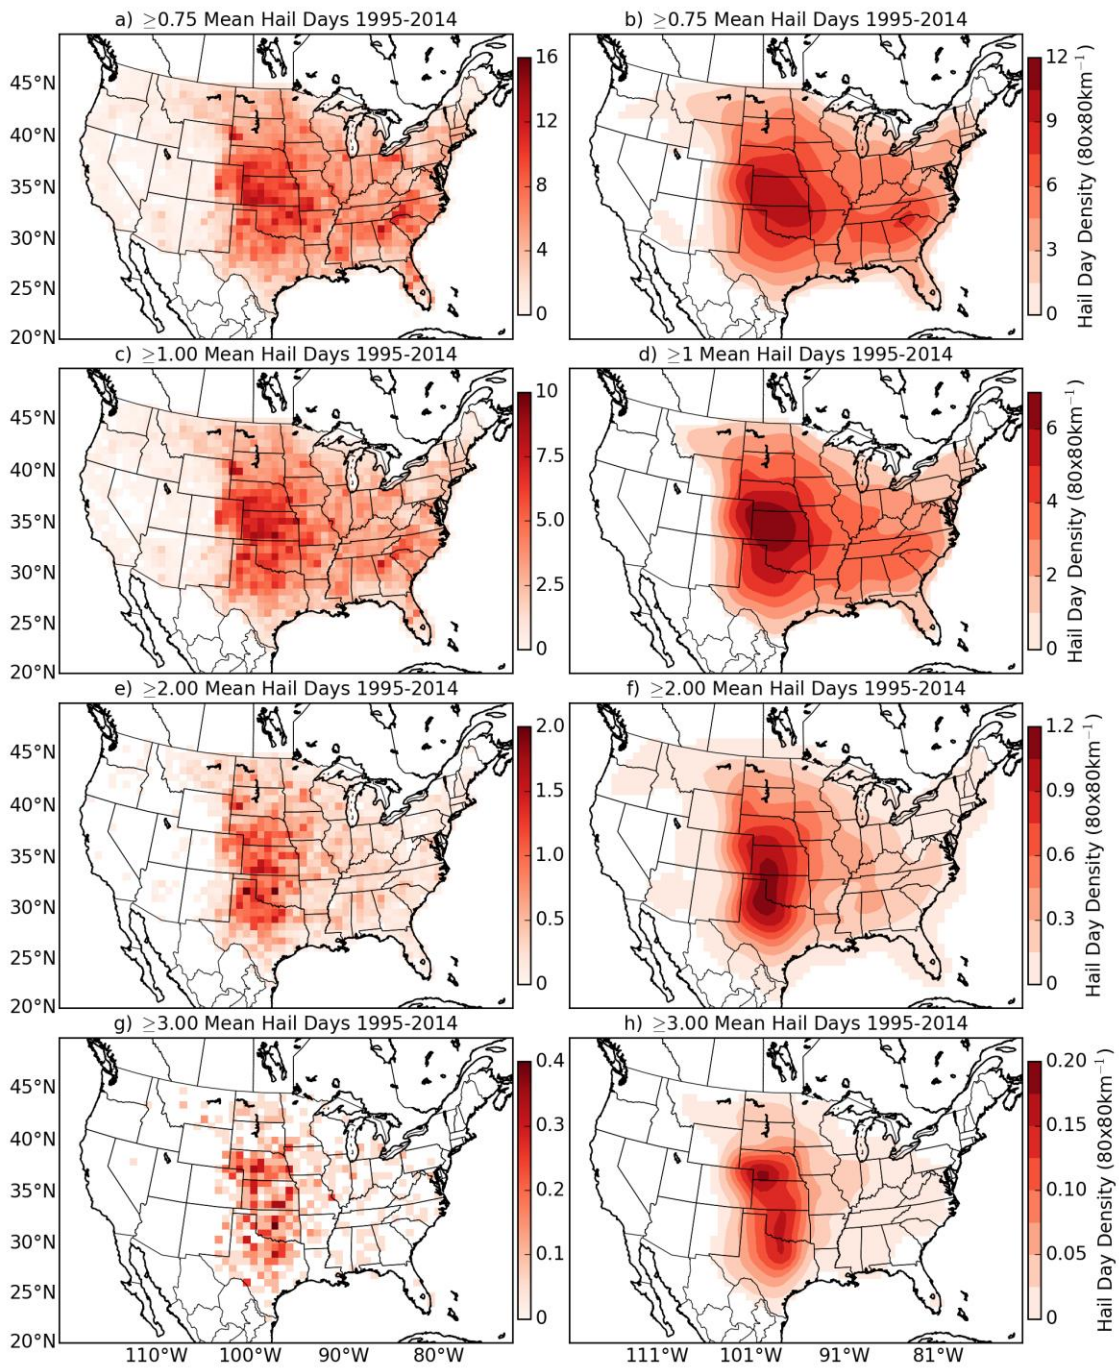 a) ≥0.75 Mean Hail Days 1995-2014
b) ≥0.75 Mean Hail Days 1995-2014
45°N
40°N
35°N
30°N
25°N
20°N
16
12
8
4
0
12
9
6
3
0
Hail Day Density (80x80km⁻¹)
c) ≥1.00 Mean Hail Days 1995-2014
d) ≥1 Mean Hail Days 1995-2014
45°N
40°N
35°N
30°N
25°N
20°N
10
7.5
5.0
2.5
0
6
4
2
0
Hail Day Density (80x80km⁻¹)
e) ≥2.00 Mean Hail Days 1995-2014
f) ≥2.00 Mean Hail Days 1995-2014
45°N
40°N
35°N
30°N
25°N
20°N
2.0
1.5
1.0
0.5
0
1.2
0.9
0.6
0.3
0
Hail Day Density (80x80km⁻¹)
g) ≥3.00 Mean Hail Days 1995-2014
h) ≥3.00 Mean Hail Days 1995-2014
45°N
40°N
35°N
30°N
25°N
20°N
0.4
0.3
0.2
0.1
0
0.20
0.15
0.10
0.05
0
Hail Day Density (80x80km⁻¹)
110°W 100°W 90°W 80°W
111°W 101°W 91°W 81°W